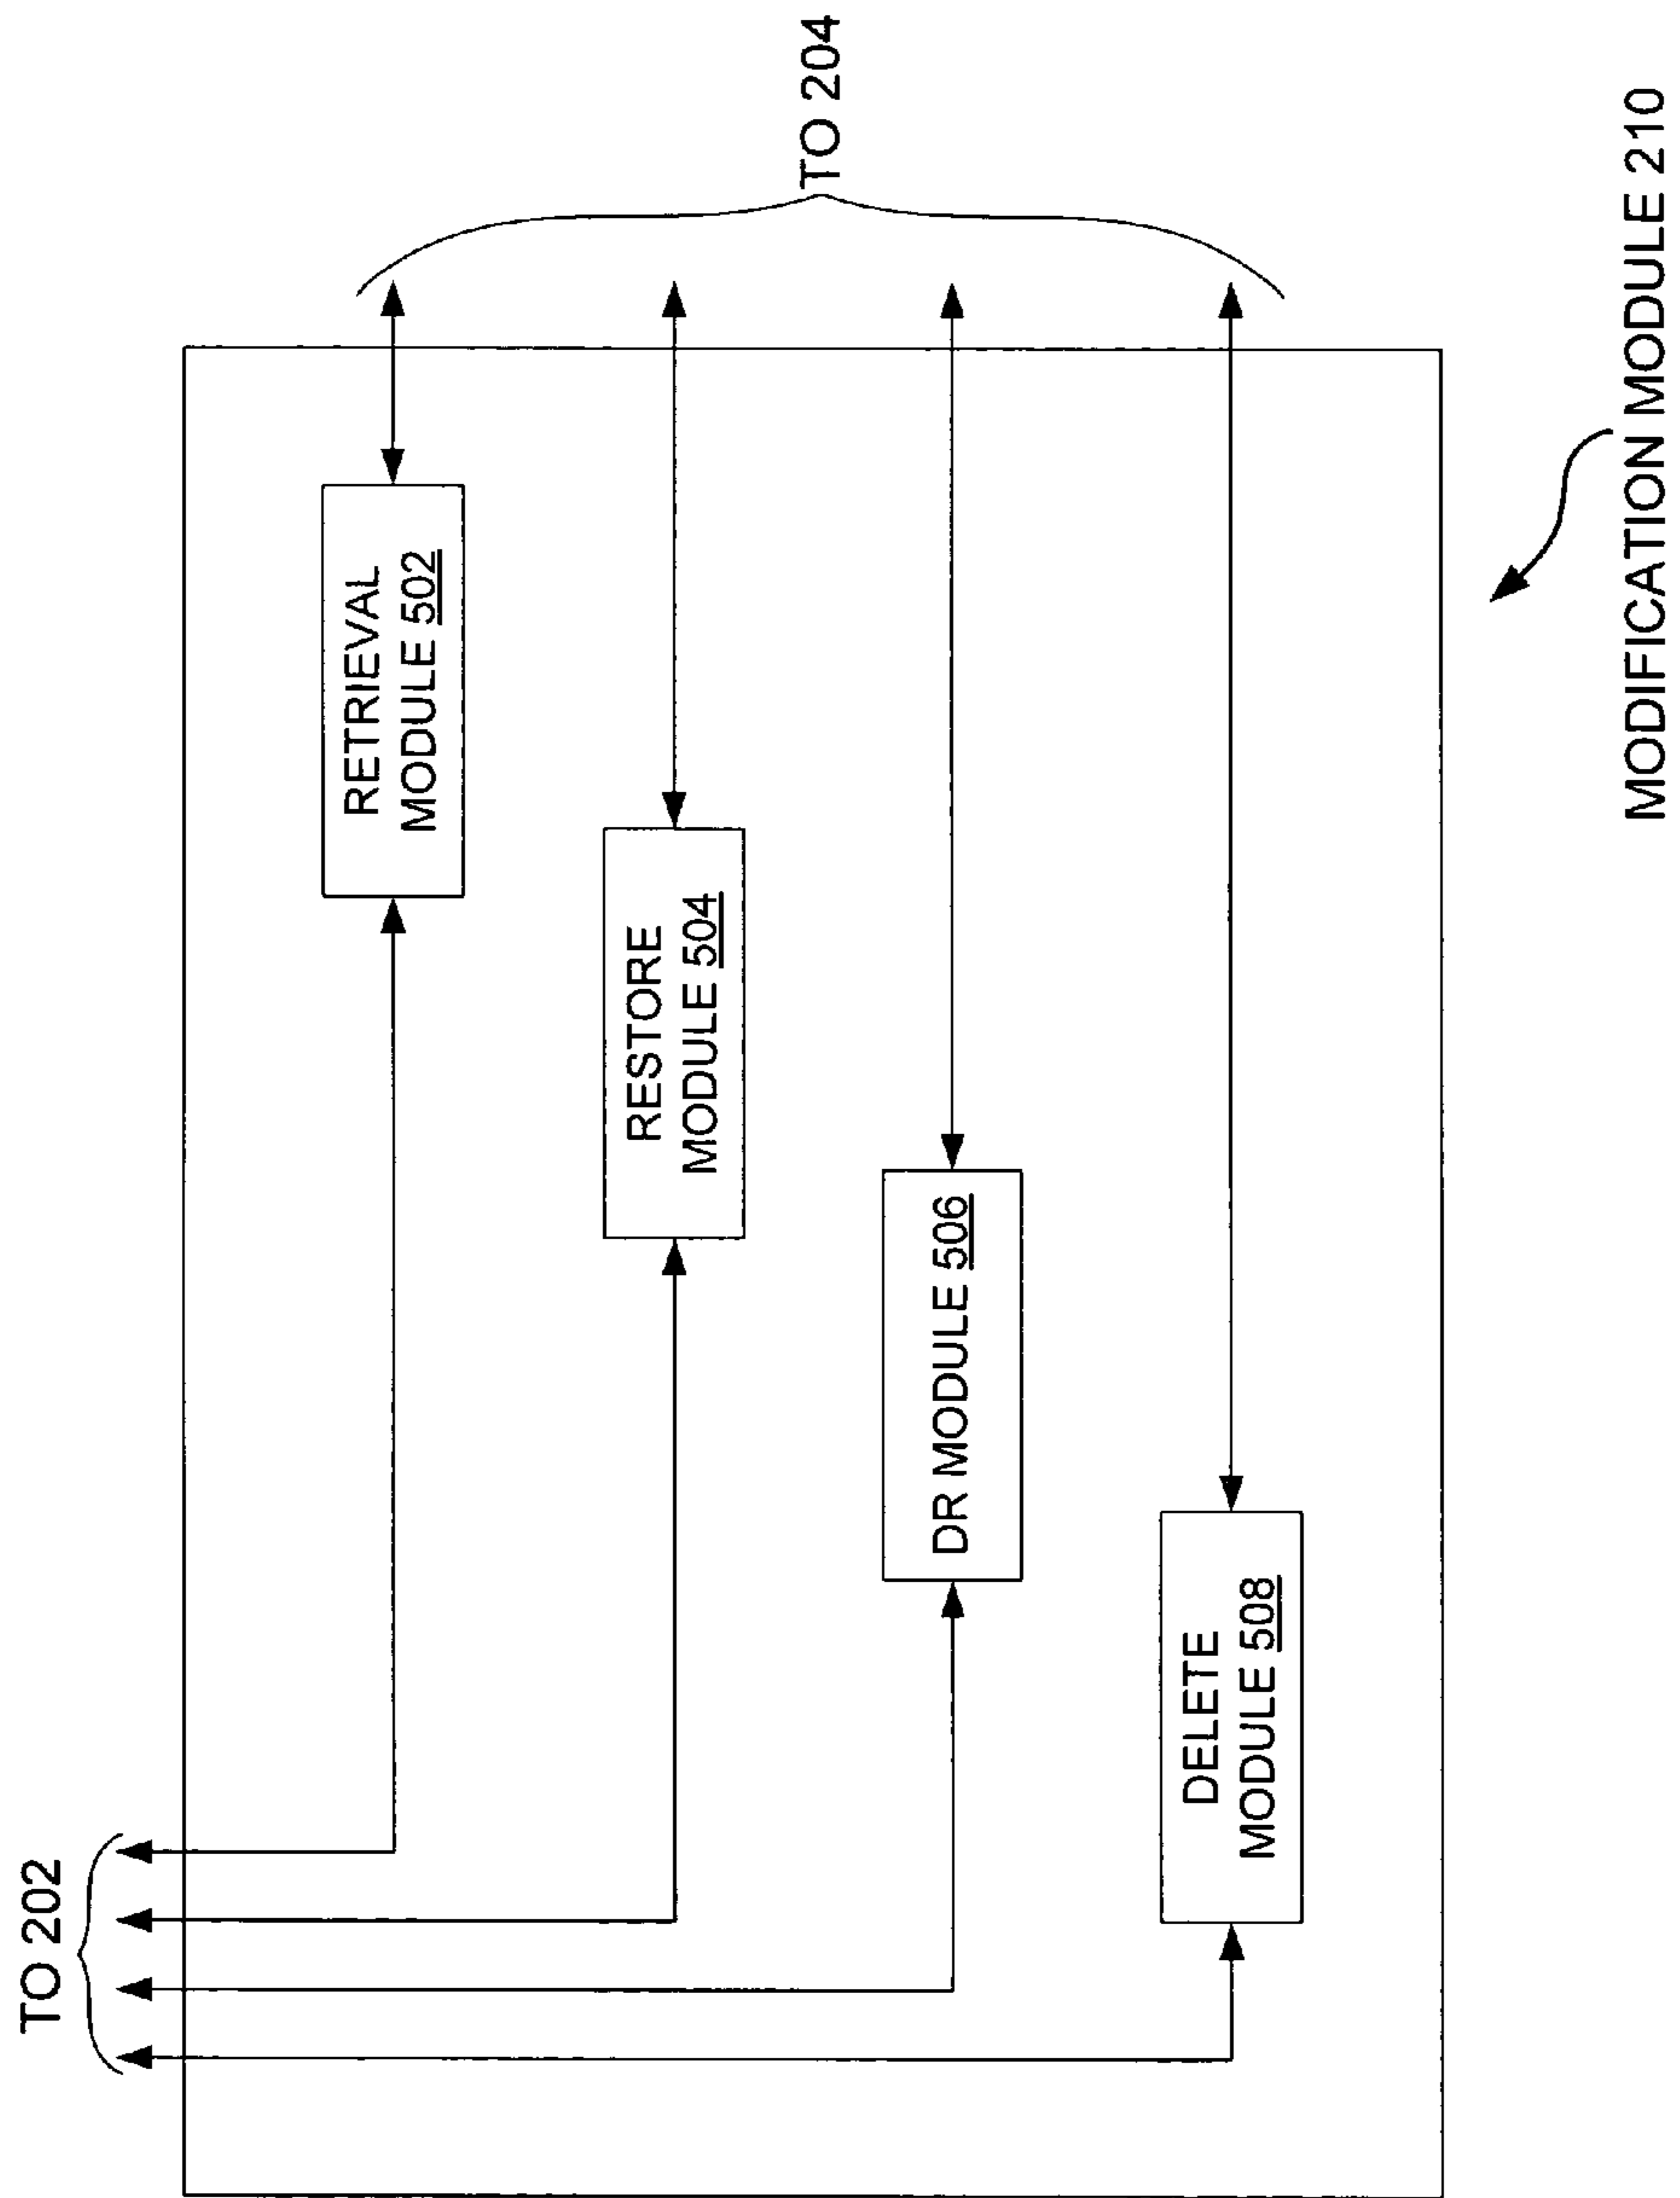 TO 202
RETRIEVAL
MODULE 502
TO 204
RESTORE
MODULE 504
DR MODULE 506
DELETE
MODULE 508
MODIFICATION MODULE 210